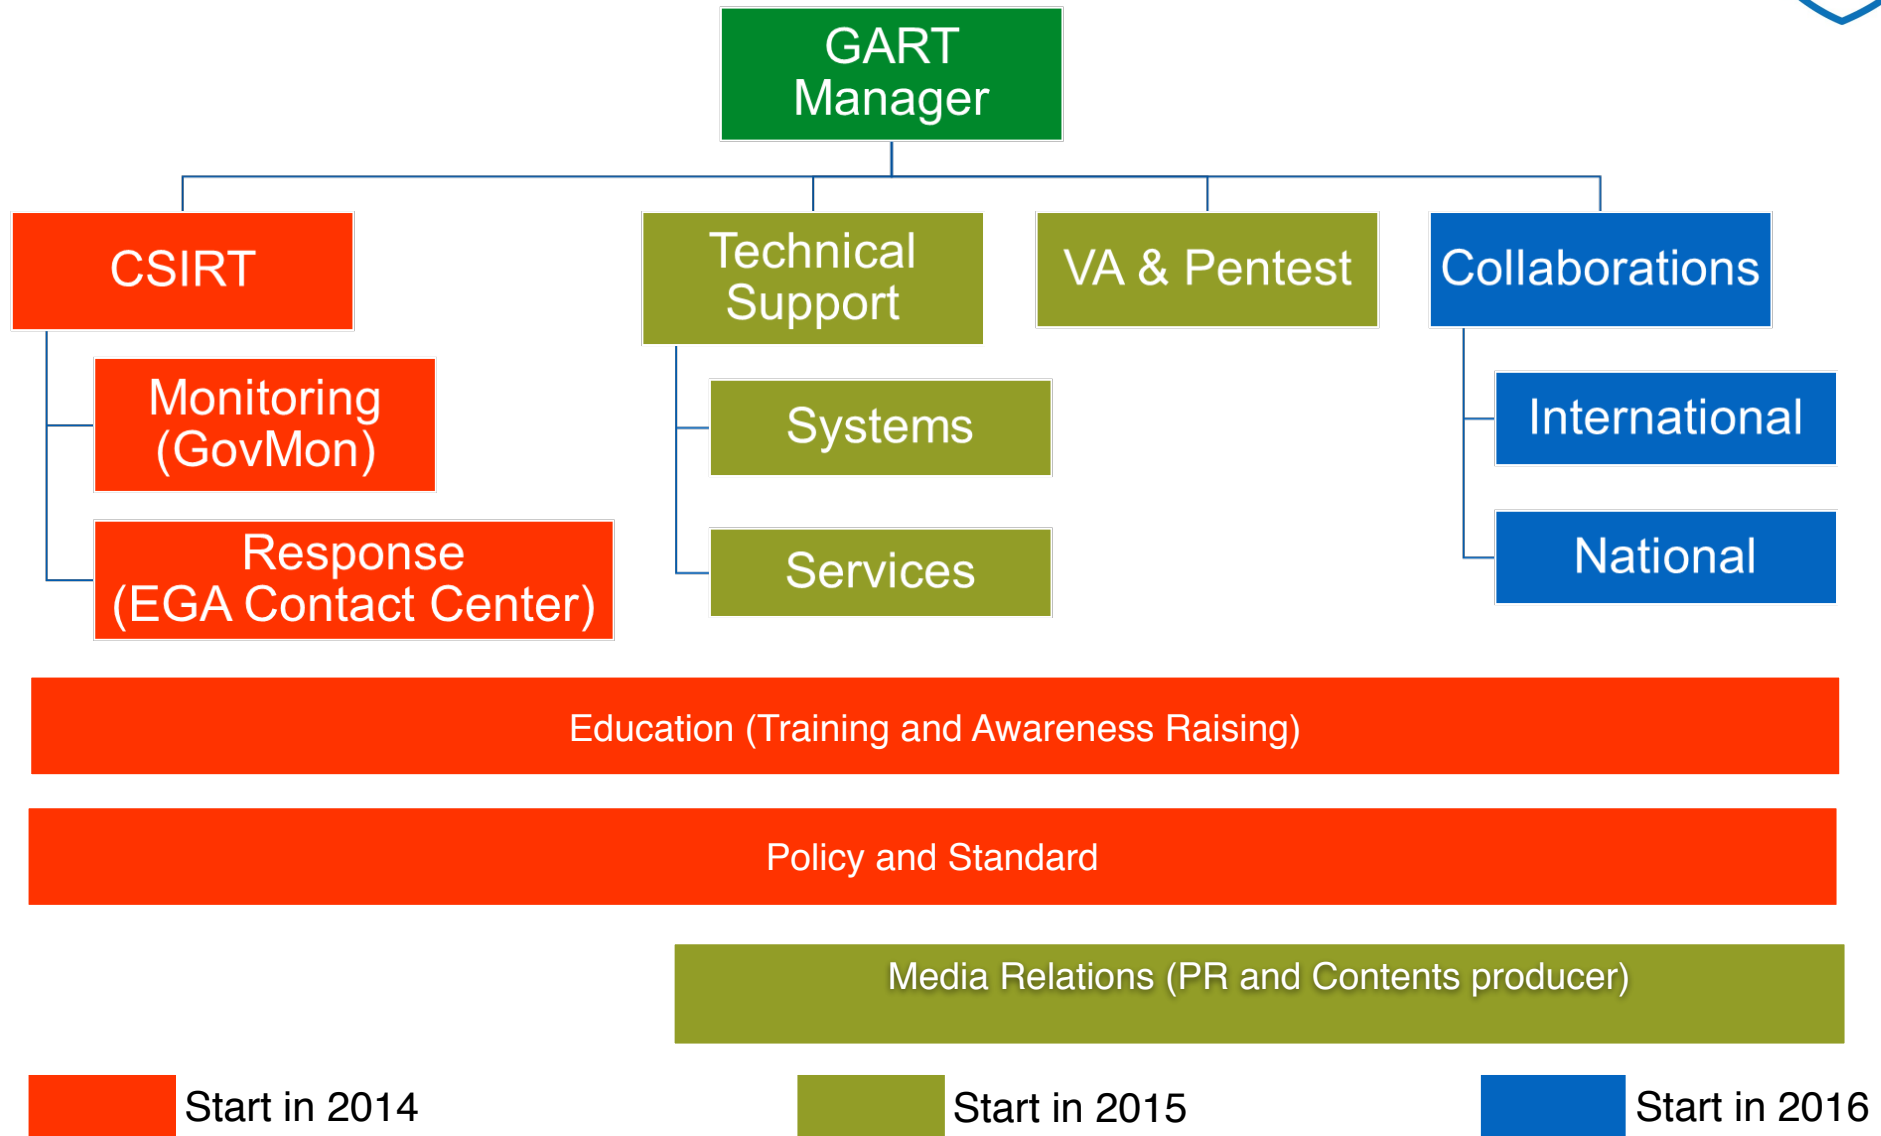 GART
Manager
CSIRT
Technical
Support
VA & Pentest
Collaborations
Monitoring
(GovMon)
Systems
International
Response
(EGA Contact Center)
Services
National
Education (Training and Awareness Raising)
Policy and Standard
Media Relations (PR and Contents producer)
Start in 2014
Start in 2015
Start in 2016